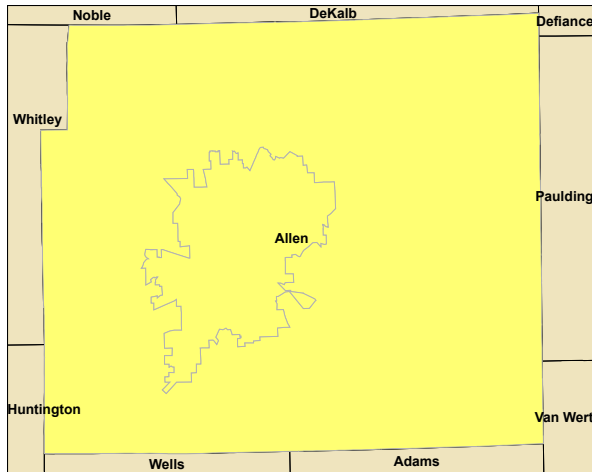 Noble
DeKalb
Defiance
Whitley
Paulding
Allen
Huntington
Van Wert
Wells
Adams